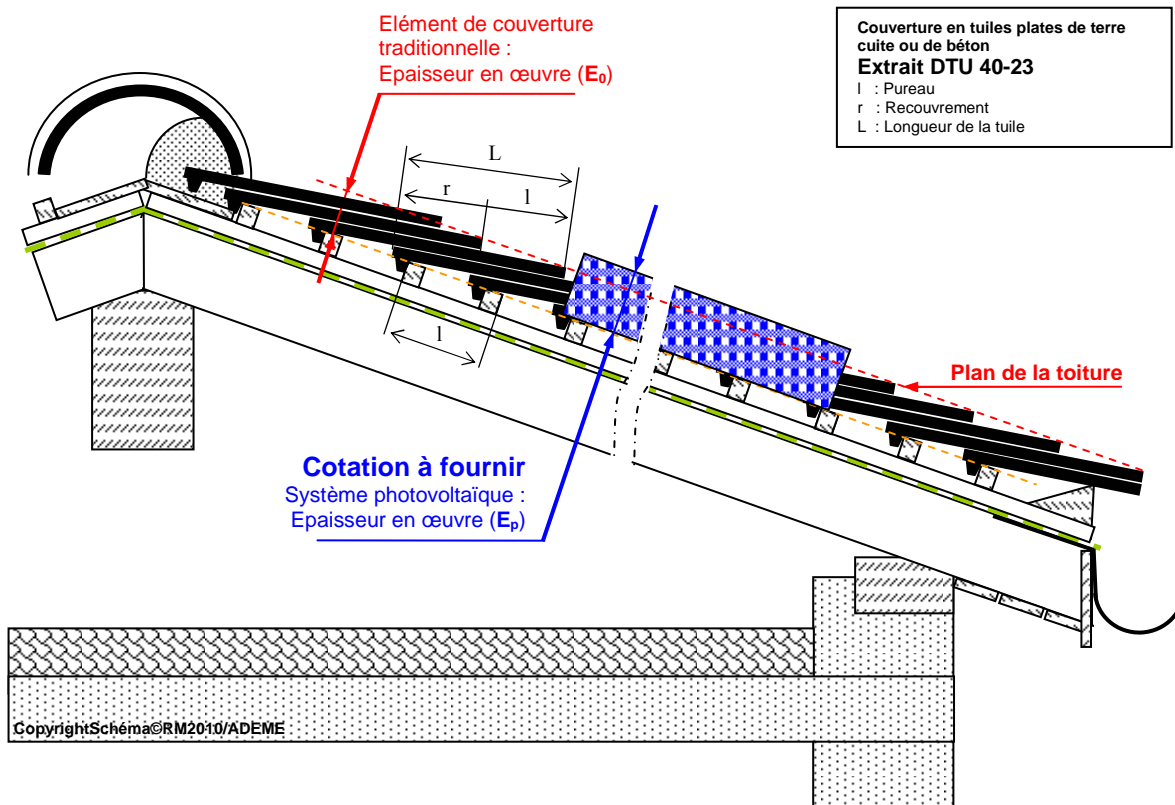 Elément de couverture
traditionnelle :
Epaisseur en œuvre (E₀)
Couverture en tuiles plates de terre
cuite ou de béton
Extrait DTU 40-23
l : Pureau
r : Recouvrement
L : Longueur de la tuile
L
r
l
l
Plan de la toiture
Cotation à fournir
Système photovoltaïque :
Epaisseur en œuvre (Eₚ)
CopyrightSchéma©RM2010/ADEME